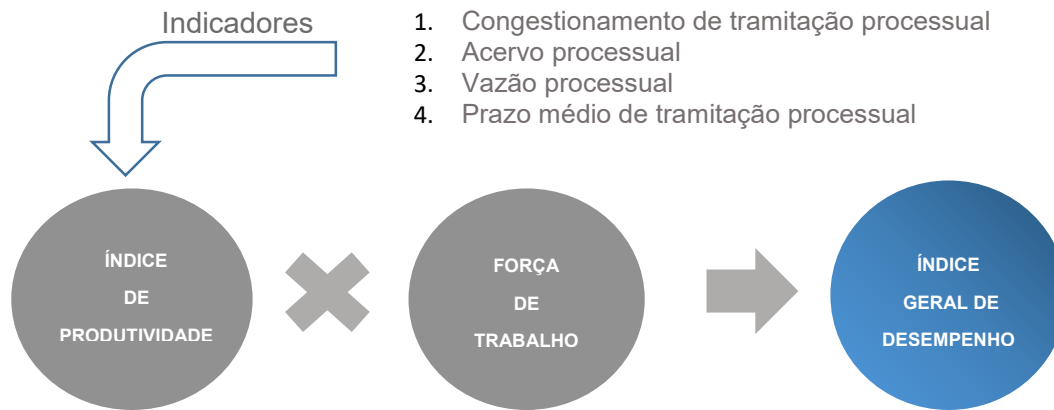 Indicadores
1. Congestionamento de tramitação processual
2. Acervo processual
3. Vazão processual
4. Prazo médio de tramitação processual
ÍNDICE
DE
PRODUTIVIDADE
FORÇA
DE
TRABALHO
ÍNDICE
GERAL DE
DESEMPENHO